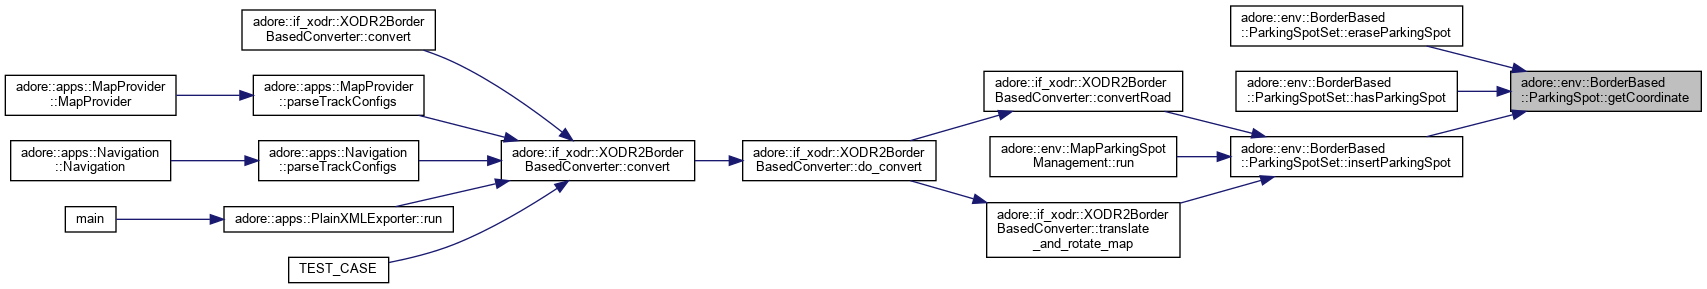 adore::if_xodr::XODR2Border
BasedConverter::convert
adore::apps::MapProvider
::MapProvider
adore::apps::MapProvider
::parseTrackConfigs
adore::apps::Navigation
::Navigation
adore::apps::Navigation
::parseTrackConfigs
main
adore::apps::PlainXMLExporter::run
TEST_CASE
adore::if_xodr::XODR2Border
BasedConverter::convert
adore::if_xodr::XODR2Border
BasedConverter::do_convert
adore::if_xodr::XODR2Border
BasedConverter::convertRoad
adore::env::MapParkingSpot
Management::run
adore::if_xodr::XODR2Border
BasedConverter::translate
_and_rotate_map
adore::env::BorderBased
::ParkingSpotSet::eraseParkingSpot
adore::env::BorderBased
::ParkingSpotSet::hasParkingSpot
adore::env::BorderBased
::ParkingSpotSet::insertParkingSpot
adore::env::BorderBased
::ParkingSpot::getCoordinate